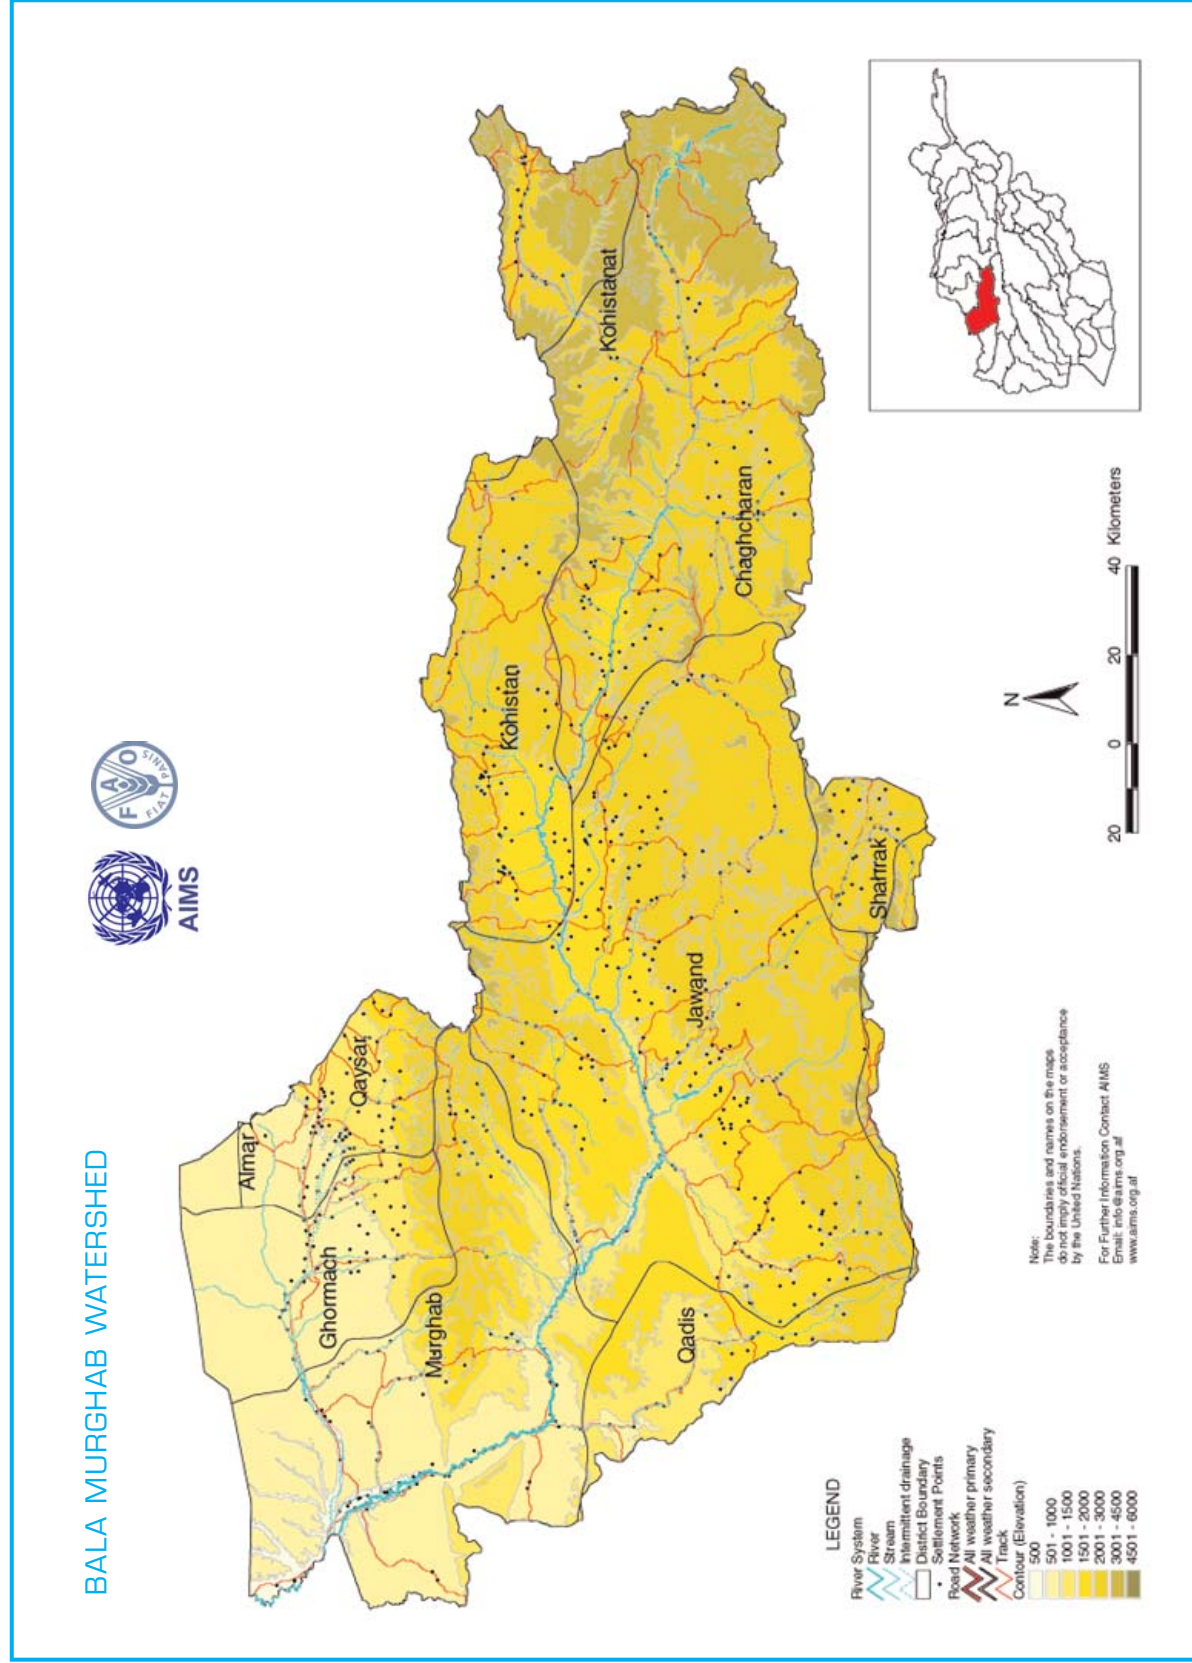 BALA MURGHAB WATERSHED
AIMS
FAO
FIAT PANIS
Almar
Qaysar
Ghormach
Murghab
Qadis
Jawand
Kohistan
Kohistanat
Chaghcharan
Shahrak
N
20 0 20 40 Kilometers
LEGEND
River System
River
Stream
Intermittent drainage
District Boundary
Settlement Points
Road Network
All weather primary
All weather secondary
Track
Contour (Elevation)
500
501 - 1000
1001 - 1500
1501 - 2000
2001 - 3000
3001 - 4500
4501 - 6000
Note:
The boundaries and names on the maps
do not imply official endorsement or acceptance
by the United Nations.
For Further Information Contact AIMS
Email: info@aims.org.af
www.aims.org.af